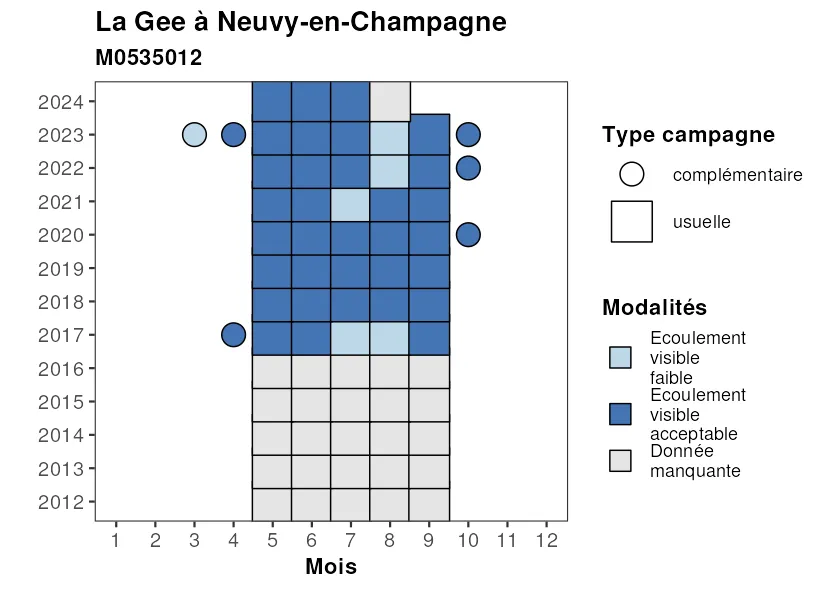 La Gee à Neuvy-en-Champagne
M0535012
2024
2023
2022
2021
2020
2019
2018
2017
2016
2015
2014
2013
2012
1 2 3 4 5 6 7 8 9 10 11 12
Mois
Type campagne
complémentaire
usuelle
Modalités
Ecoulement
visible
faible
Ecoulement
visible
acceptable
Donnée
manquante